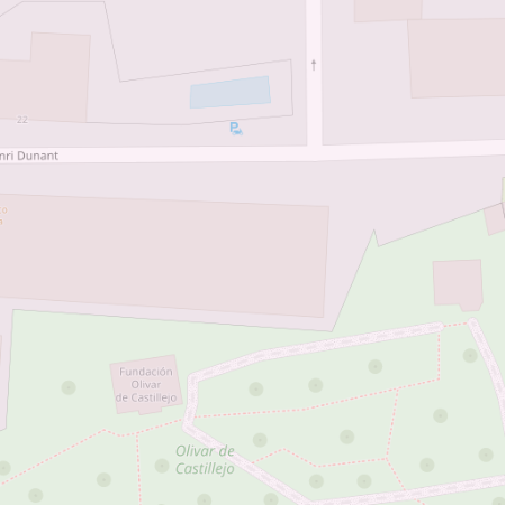 22
P
nri Dunant
Fundación
Olivar
de Castillejo
Olivar de
Castillejo